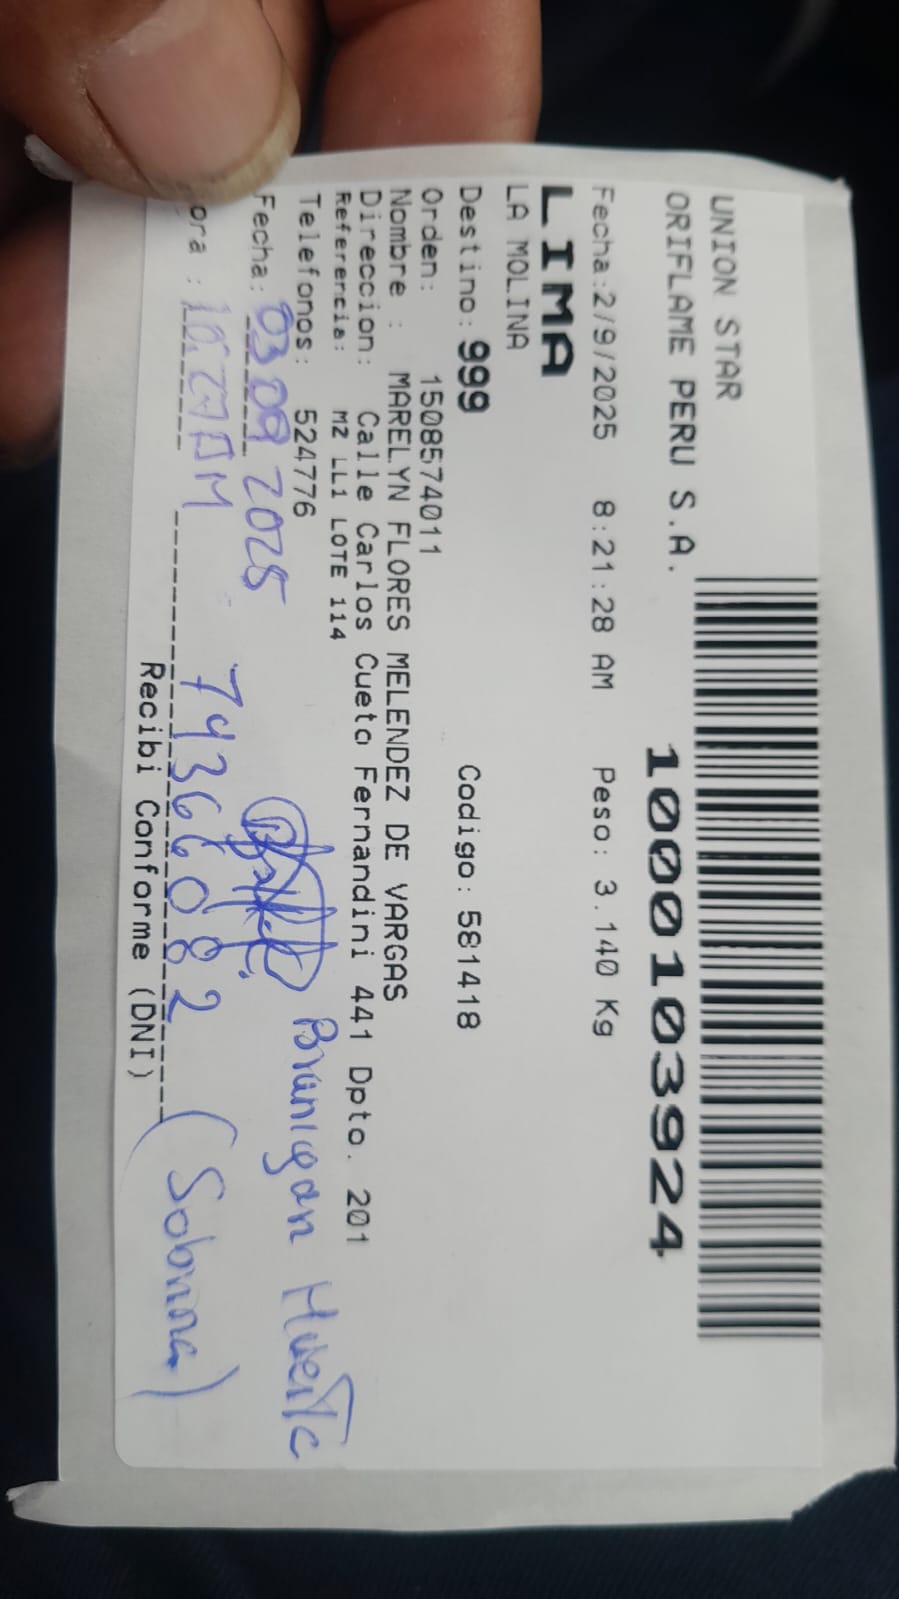 UNION STAR
ORIFLAME PERU S.A.
1000103924
Fecha:2/9/2025 8:21:28 AM Peso: 3.140 Kg
LIMA
LA MOLINA
Destino: 999 Codigo: 581418
Orden: 1508574011
Nombre : MARELYN FLORES MELENDEZ DE VARGAS
Direccion: Calle Carlos Cueto Fernandini 441 Dpto. 201
Referencia: MZ LL1 LOTE 114
Telefonos: 524776
Branigan Huerta
Fecha: 03 09 2025
ora : 10:27AM 74366082 (Sobrina)
Recibi Conforme (DNI)